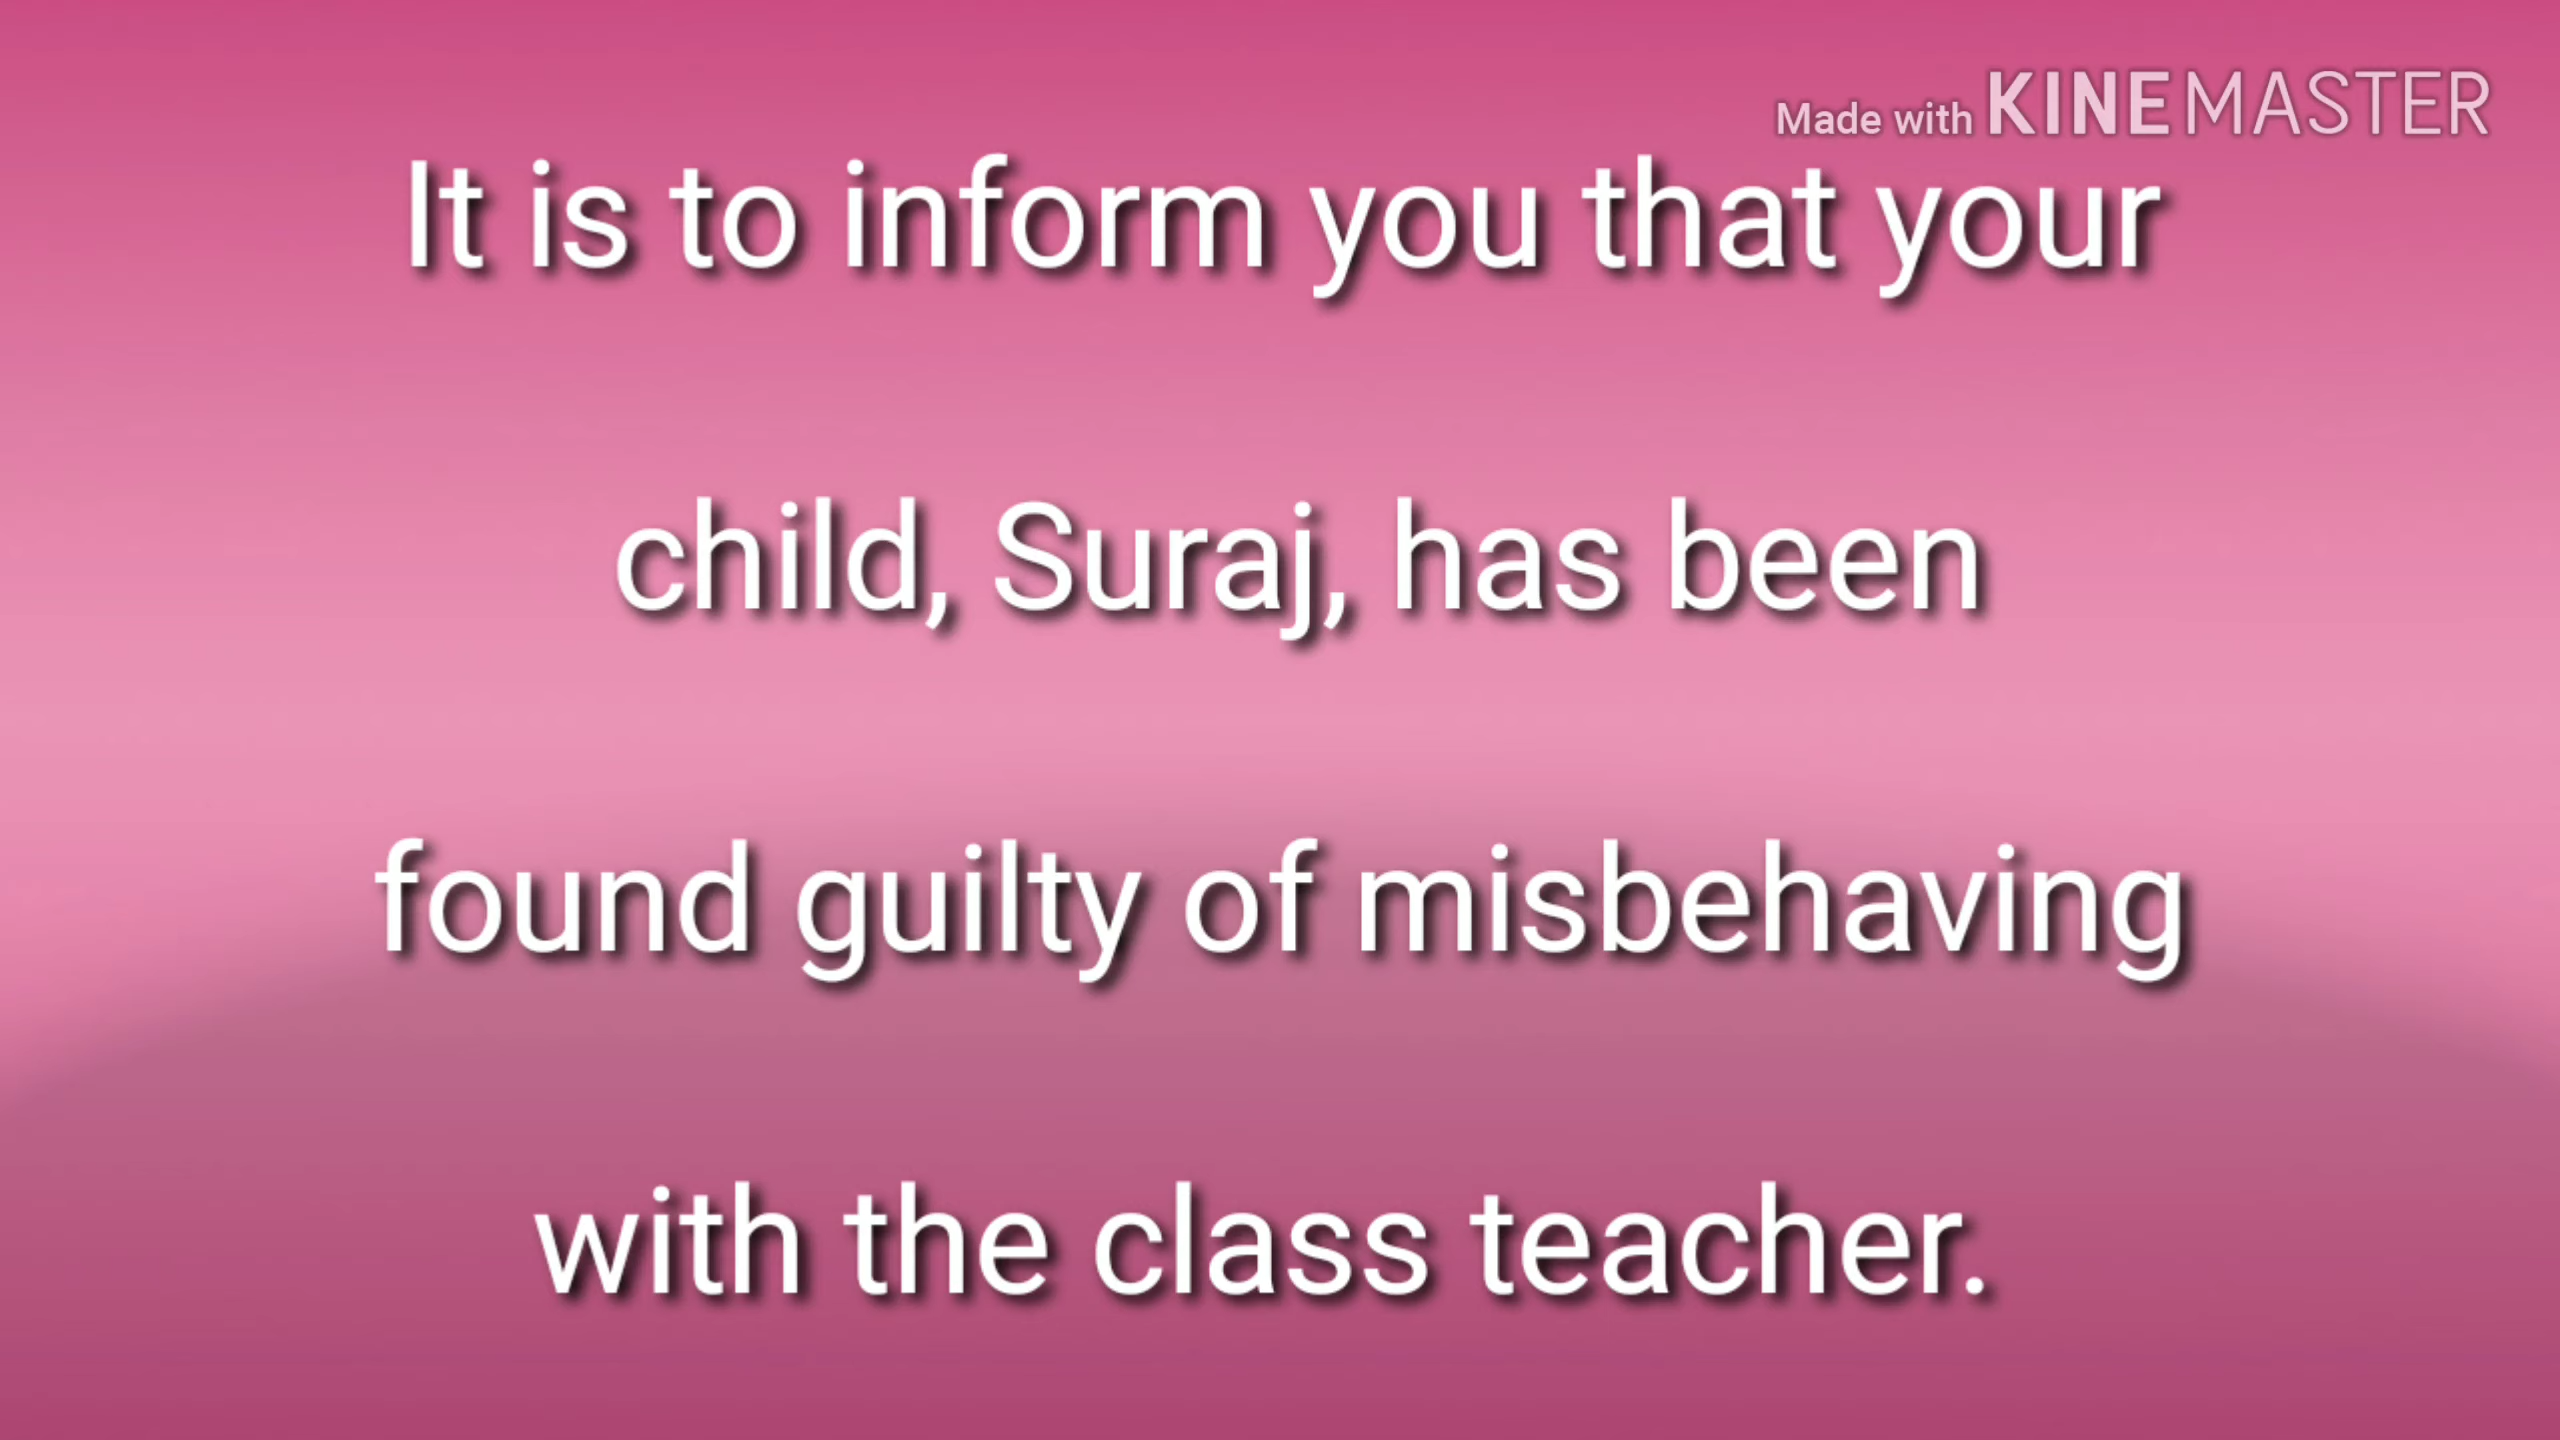 Made with KINEMASTER
It is to inform you that your
child, Suraj, has been
found guilty of misbehaving
with the class teacher.